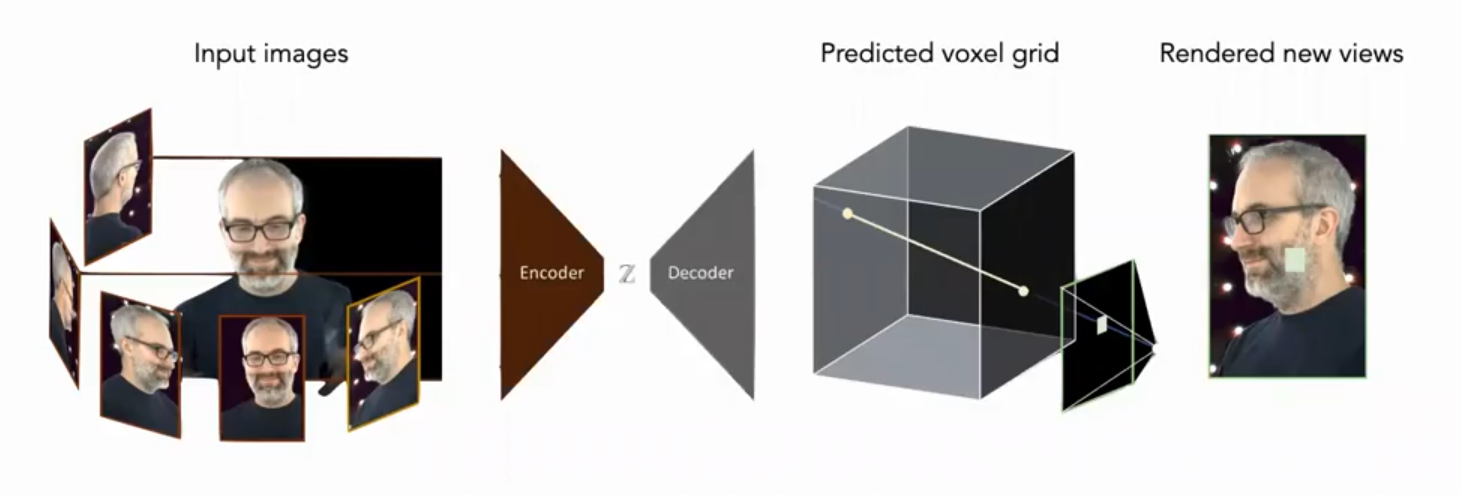 Input images
Predicted voxel grid
Rendered new views
Encoder
Z
Decoder